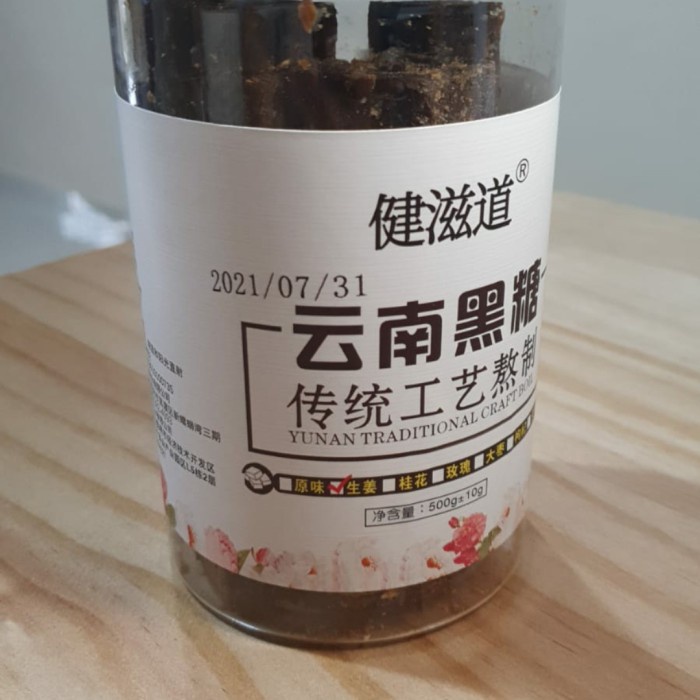 健滋道®
2021/07/31
云南黑糖
传统工艺熬制
YUNAN TRADITIONAL CRAFT
原味 生姜 桂花 玫瑰 大枣
净含量：500g±10g